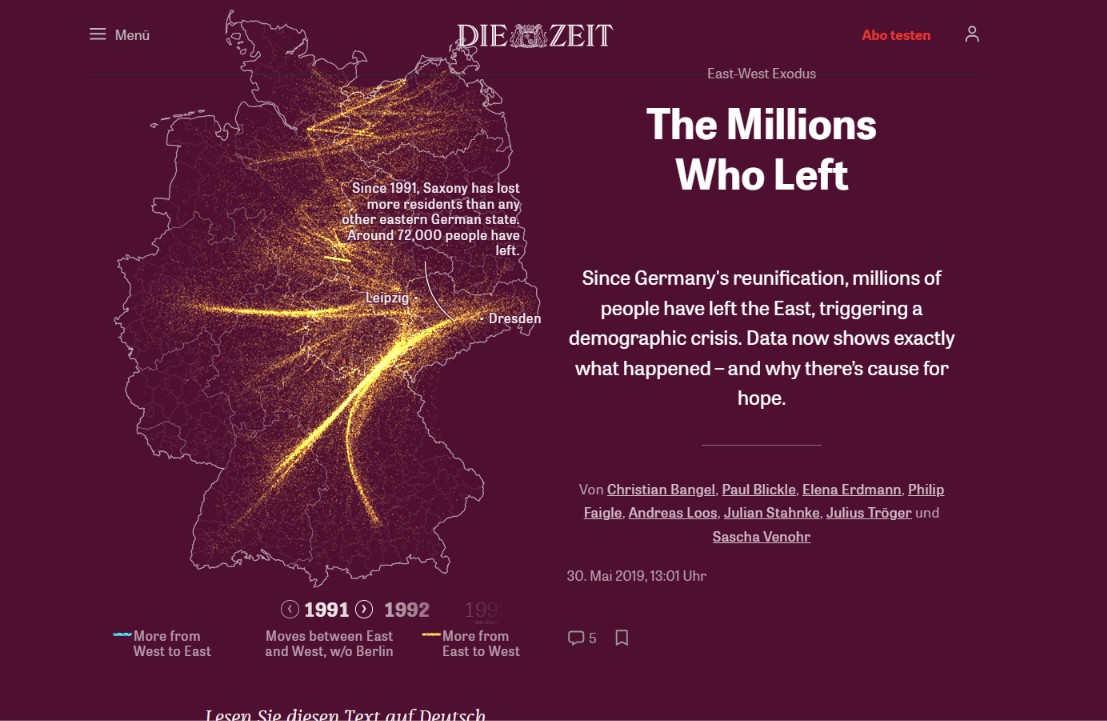 Menü
DIE ZEIT
Abo testen
East-West Exodus
The Millions
Who Left
Since 1991, Saxony has lost
more residents than any
other eastern German state.
Around 72,000 people have
left.
Leipzig
Dresden
Since Germany's reunification, millions of
people have left the East, triggering a
demographic crisis. Data now shows exactly
what happened – and why there's cause for
hope.
Von Christian Bangel, Paul Blickle, Elena Erdmann, Philip
Faigle, Andreas Loos, Julian Stahnke, Julius Tröger und
Sascha Venohr
30. Mai 2019, 13:01 Uhr
5
1991
1992
More from
West to East
Moves between East
and West, w/o Berlin
More from
East to West
Lesen Sie diesen Text auf Deutsch